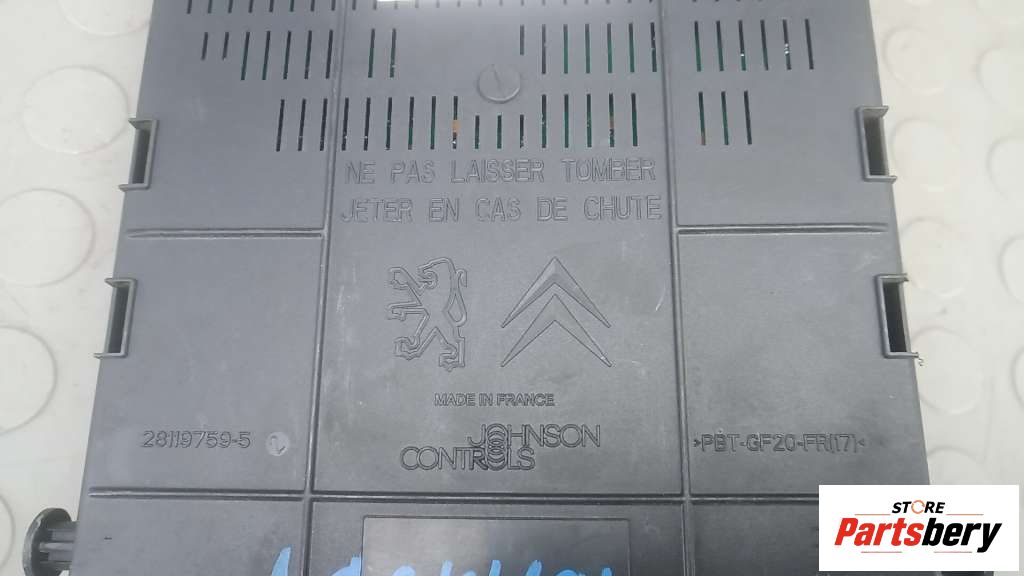 NE PAS LAISSER TOMBER
JETER EN CAS DE CHUTE
MADE IN FRANCE
28119759-5
JOHNSON
CONTROLS
>PBT-GF20-FR(17)<
STORE
Partsbery